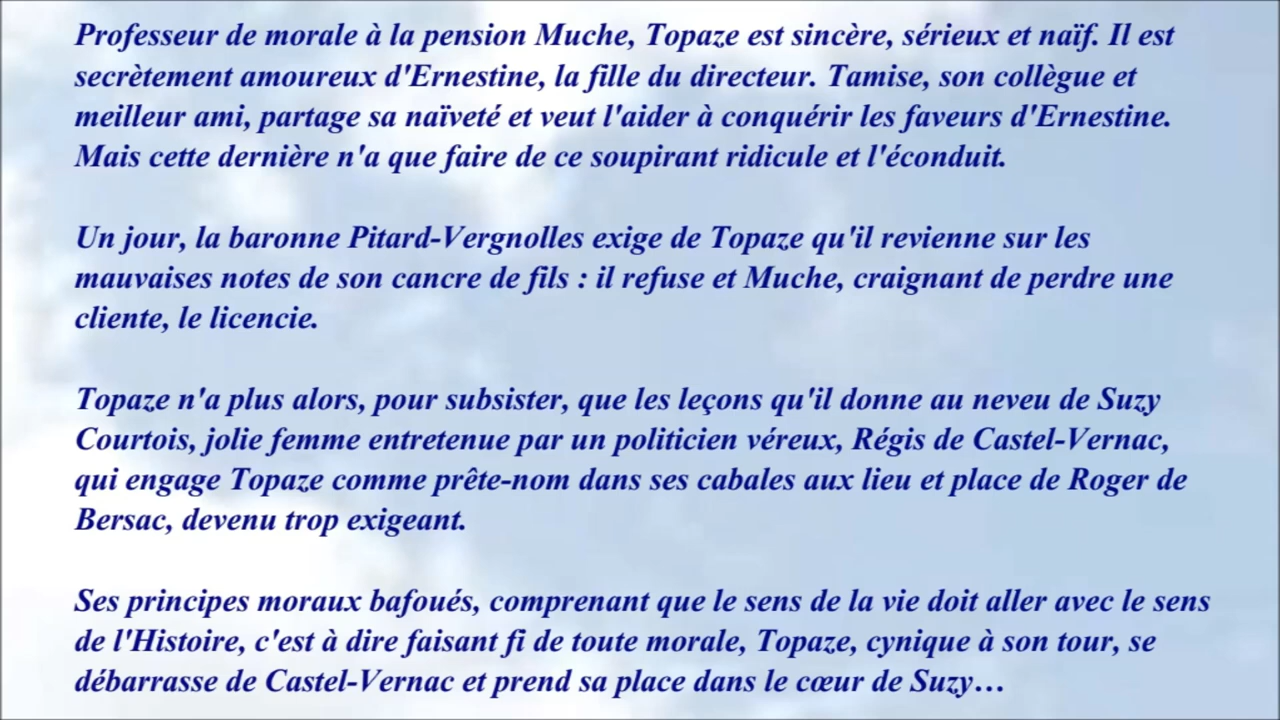 Professeur de morale à la pension Muche, Topaze est sincère, sérieux et naïf. Il est
secrètement amoureux d'Ernestine, la fille du directeur. Tamise, son collègue et
meilleur ami, partage sa naïveté et veut l'aider à conquérir les faveurs d'Ernestine.
Mais cette dernière n'a que faire de ce soupirant ridicule et l'éconduit.
Un jour, la baronne Pitard-Vergnolles exige de Topaze qu'il revienne sur les
mauvaises notes de son cancre de fils : il refuse et Muche, craignant de perdre une
cliente, le licencie.
Topaze n'a plus alors, pour subsister, que les leçons qu'il donne au neveu de Suzy
Courtois, jolie femme entretenue par un politicien véreux, Régis de Castel-Vernac,
qui engage Topaze comme prête-nom dans ses cabales aux lieu et place de Roger de
Bersac, devenu trop exigeant.
Ses principes moraux bafoués, comprenant que le sens de la vie doit aller avec le sens
de l'Histoire, c'est à dire faisant fi de toute morale, Topaze, cynique à son tour, se
débarrasse de Castel-Vernac et prend sa place dans le cœur de Suzy…